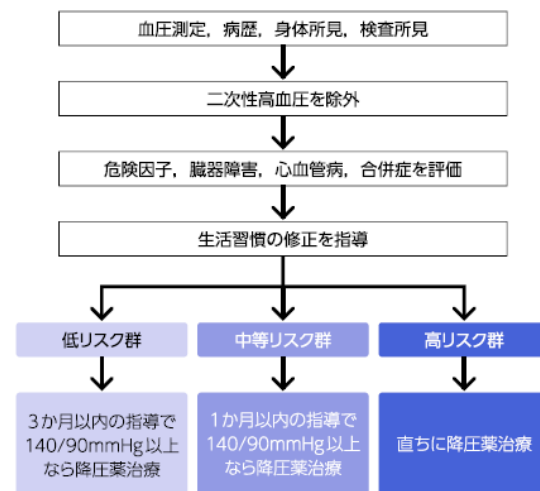 血圧測定，病歴，身体所見，検査所見
二次性高血圧を除外
危険因子，臓器障害，心血管病，合併症を評価
生活習慣の修正を指導
低リスク群
中等リスク群
高リスク群
3か月以内の指導で
140/90mmHg以上
なら降圧薬治療
1か月以内の指導で
140/90mmHg以上
なら降圧薬治療
直ちに降圧薬治療